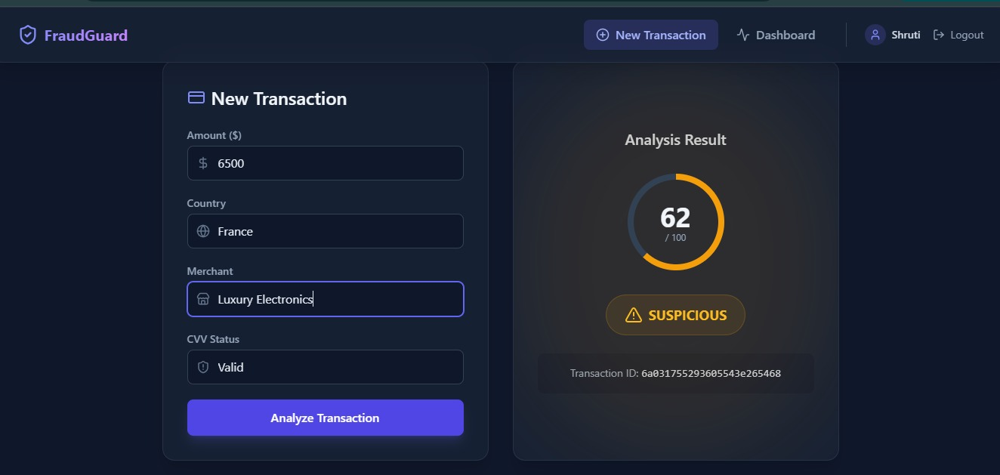 FraudGuard
New Transaction
Dashboard
Shruti
Logout
New Transaction
Amount ($)
6500
Country
France
Merchant
Luxury Electronics
CVV Status
Valid
Analyze Transaction
Analysis Result
62
/ 100
SUSPICIOUS
Transaction ID: 6a031755293605543e265468